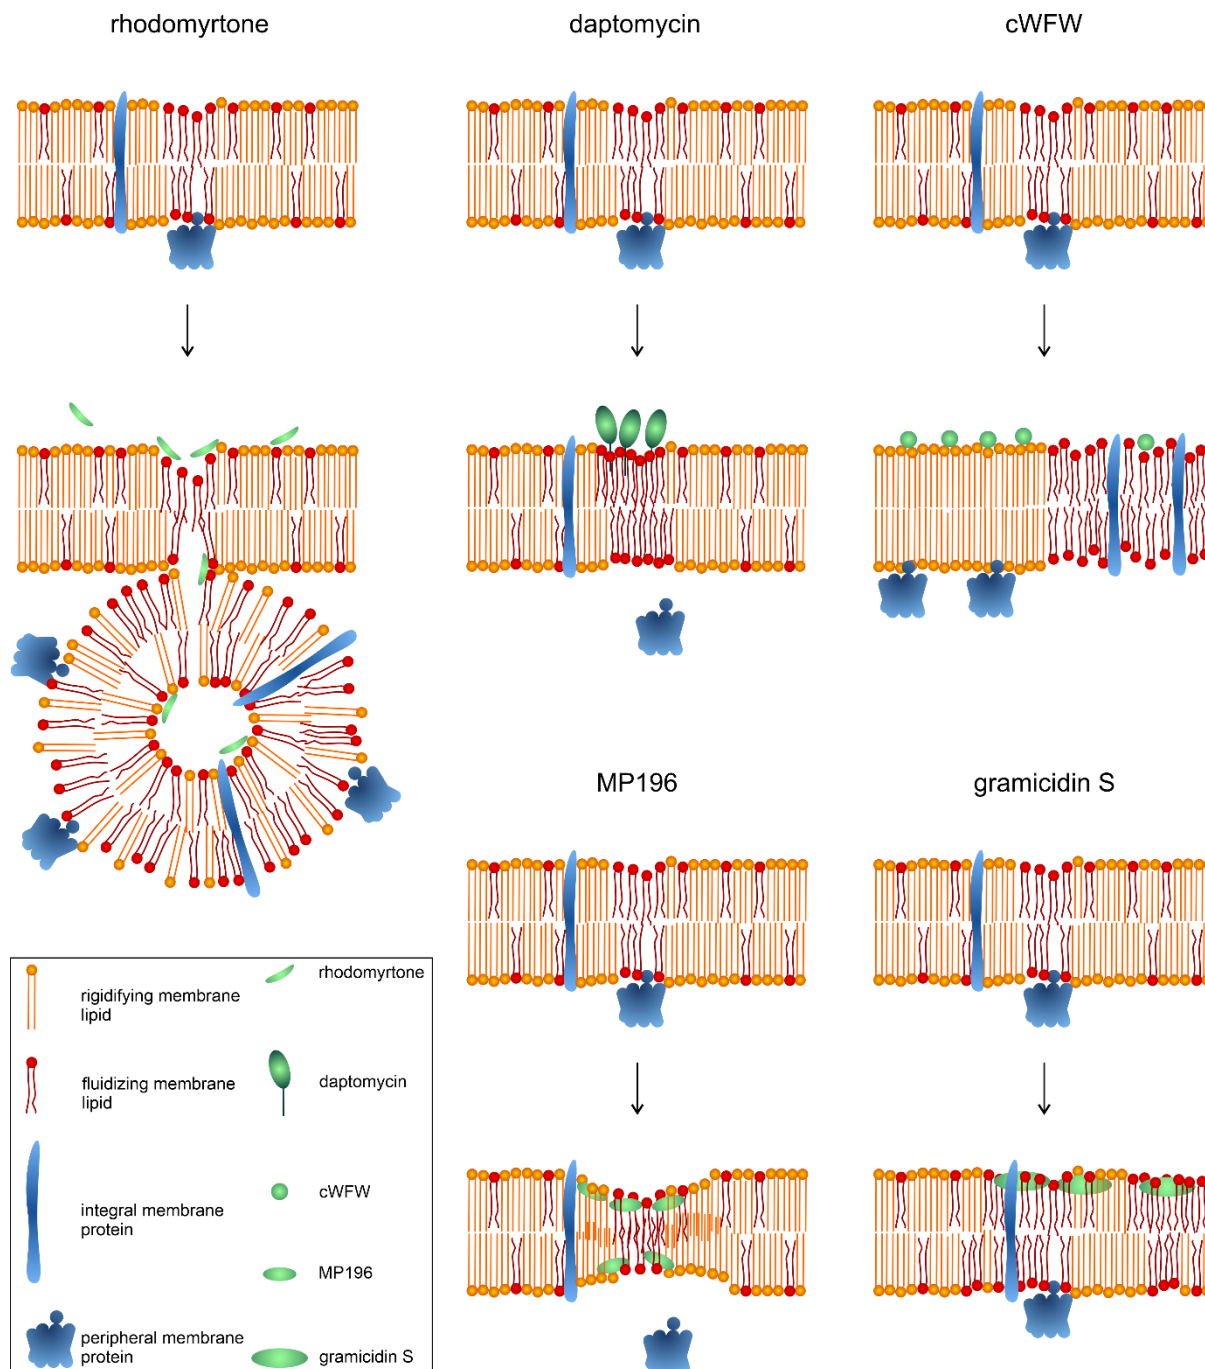 rhodomyrtone
daptomycin
cWFW
MP196
gramicidin S
rigidifying membrane
lipid
fluidizing membrane
lipid
integral membrane
protein
peripheral membrane
protein
rhodomyrtone
daptomycin
cWFW
MP196
gramicidin S